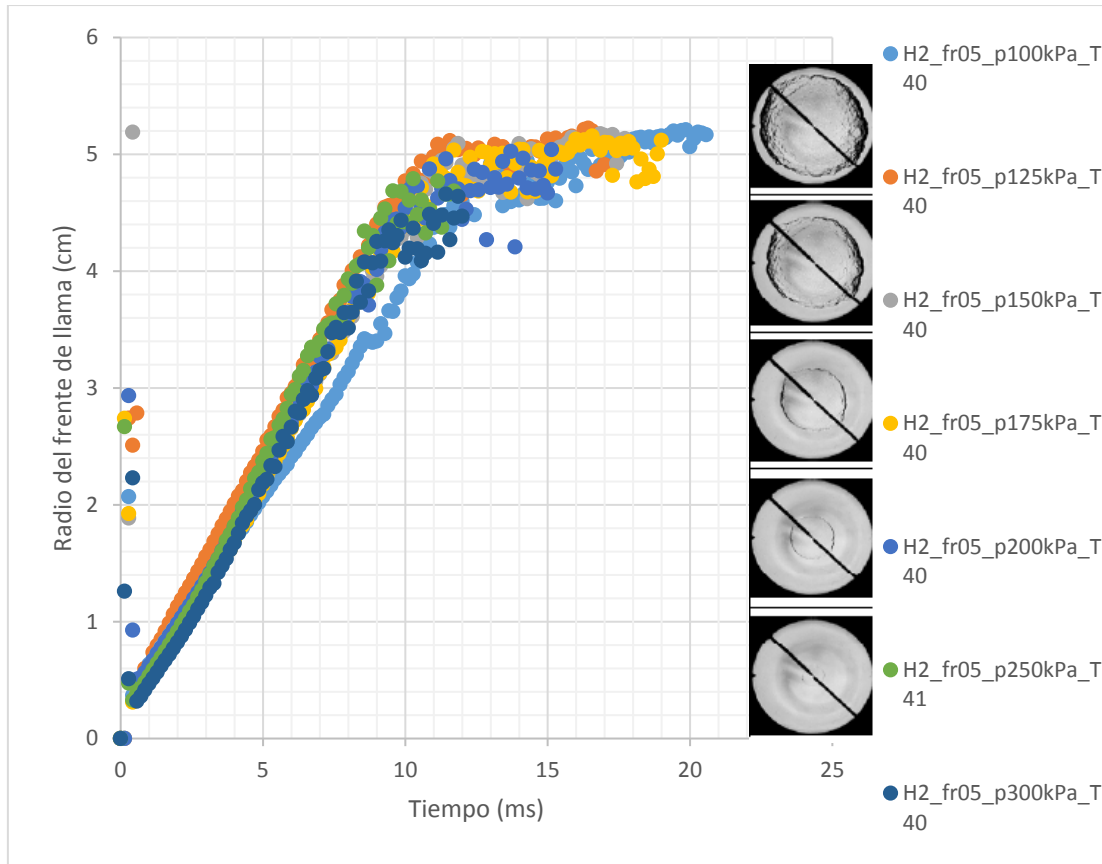 6
5
4
3
2
1
0
0
5
10
15
20
25
Radio del frente de llama (cm)
Tiempo (ms)
H2_fr05_p100kPa_T
40
H2_fr05_p125kPa_T
40
H2_fr05_p150kPa_T
40
H2_fr05_p175kPa_T
40
H2_fr05_p200kPa_T
40
H2_fr05_p250kPa_T
41
H2_fr05_p300kPa_T
40